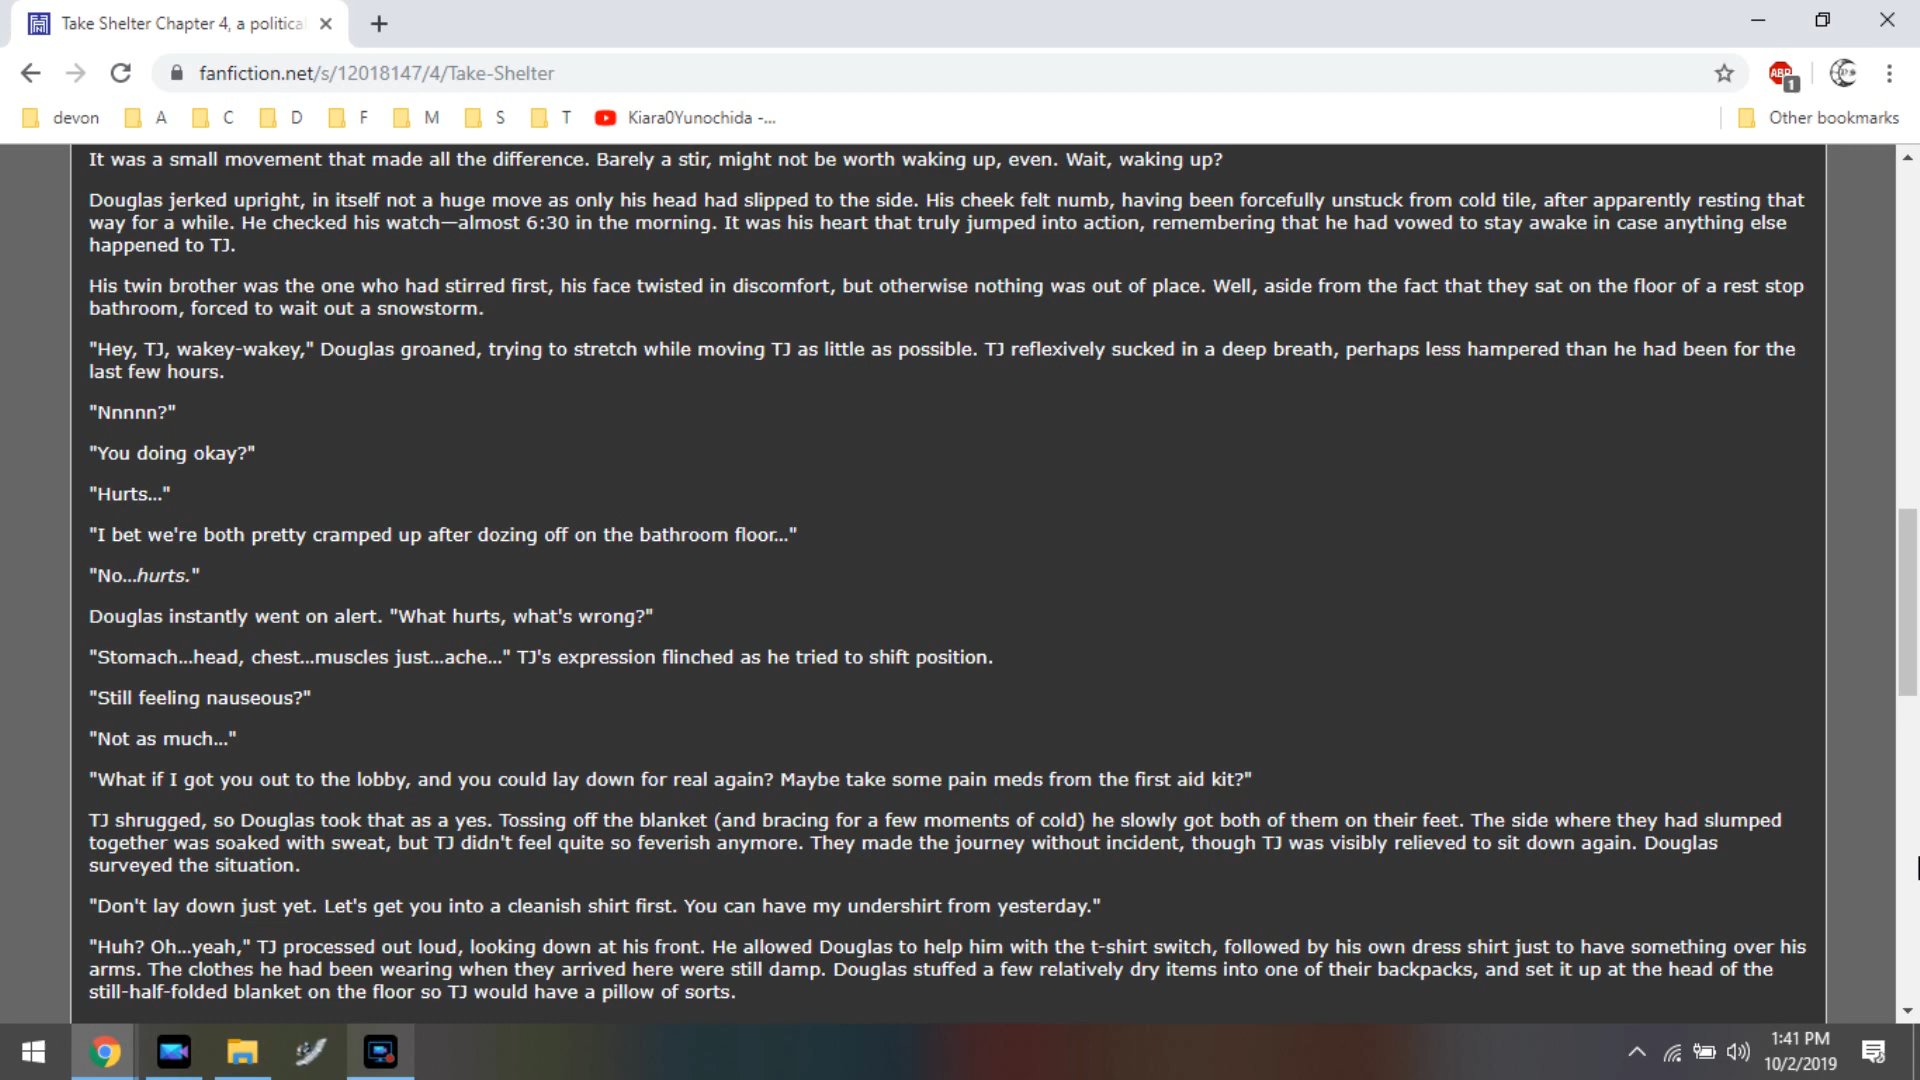 Take Shelter Chapter 4, a politica
fanfiction.net/s/12018147/4/Take-Shelter
ABP
1
devon
A
C
D
F
M
S
T
Kiara0Yunochida -...
Other bookmarks
It was a small movement that made all the difference. Barely a stir, might not be worth waking up, even. Wait, waking up?
Douglas jerked upright, in itself not a huge move as only his head had slipped to the side. His cheek felt numb, having been forcefully unstuck from cold tile, after apparently resting that
way for a while. He checked his watch—almost 6:30 in the morning. It was his heart that truly jumped into action, remembering that he had vowed to stay awake in case anything else
happened to TJ.
His twin brother was the one who had stirred first, his face twisted in discomfort, but otherwise nothing was out of place. Well, aside from the fact that they sat on the floor of a rest stop
bathroom, forced to wait out a snowstorm.
"Hey, TJ, wakey-wakey," Douglas groaned, trying to stretch while moving TJ as little as possible. TJ reflexively sucked in a deep breath, perhaps less hampered than he had been for the
last few hours.
"Nnnnn?"
"You doing okay?"
"Hurts..."
"I bet we're both pretty cramped up after dozing off on the bathroom floor..."
"No...hurts."
Douglas instantly went on alert. "What hurts, what's wrong?"
"Stomach...head, chest...muscles just...ache..." TJ's expression flinched as he tried to shift position.
"Still feeling nauseous?"
"Not as much..."
"What if I got you out to the lobby, and you could lay down for real again? Maybe take some pain meds from the first aid kit?"
TJ shrugged, so Douglas took that as a yes. Tossing off the blanket (and bracing for a few moments of cold) he slowly got both of them on their feet. The side where they had slumped
together was soaked with sweat, but TJ didn't feel quite so feverish anymore. They made the journey without incident, though TJ was visibly relieved to sit down again. Douglas
surveyed the situation.
"Don't lay down just yet. Let's get you into a cleanish shirt first. You can have my undershirt from yesterday."
"Huh? Oh...yeah," TJ processed out loud, looking down at his front. He allowed Douglas to help him with the t-shirt switch, followed by his own dress shirt just to have something over his
arms. The clothes he had been wearing when they arrived here were still damp. Douglas stuffed a few relatively dry items into one of their backpacks, and set it up at the head of the
still-half-folded blanket on the floor so TJ would have a pillow of sorts.
1:41 PM
10/2/2019